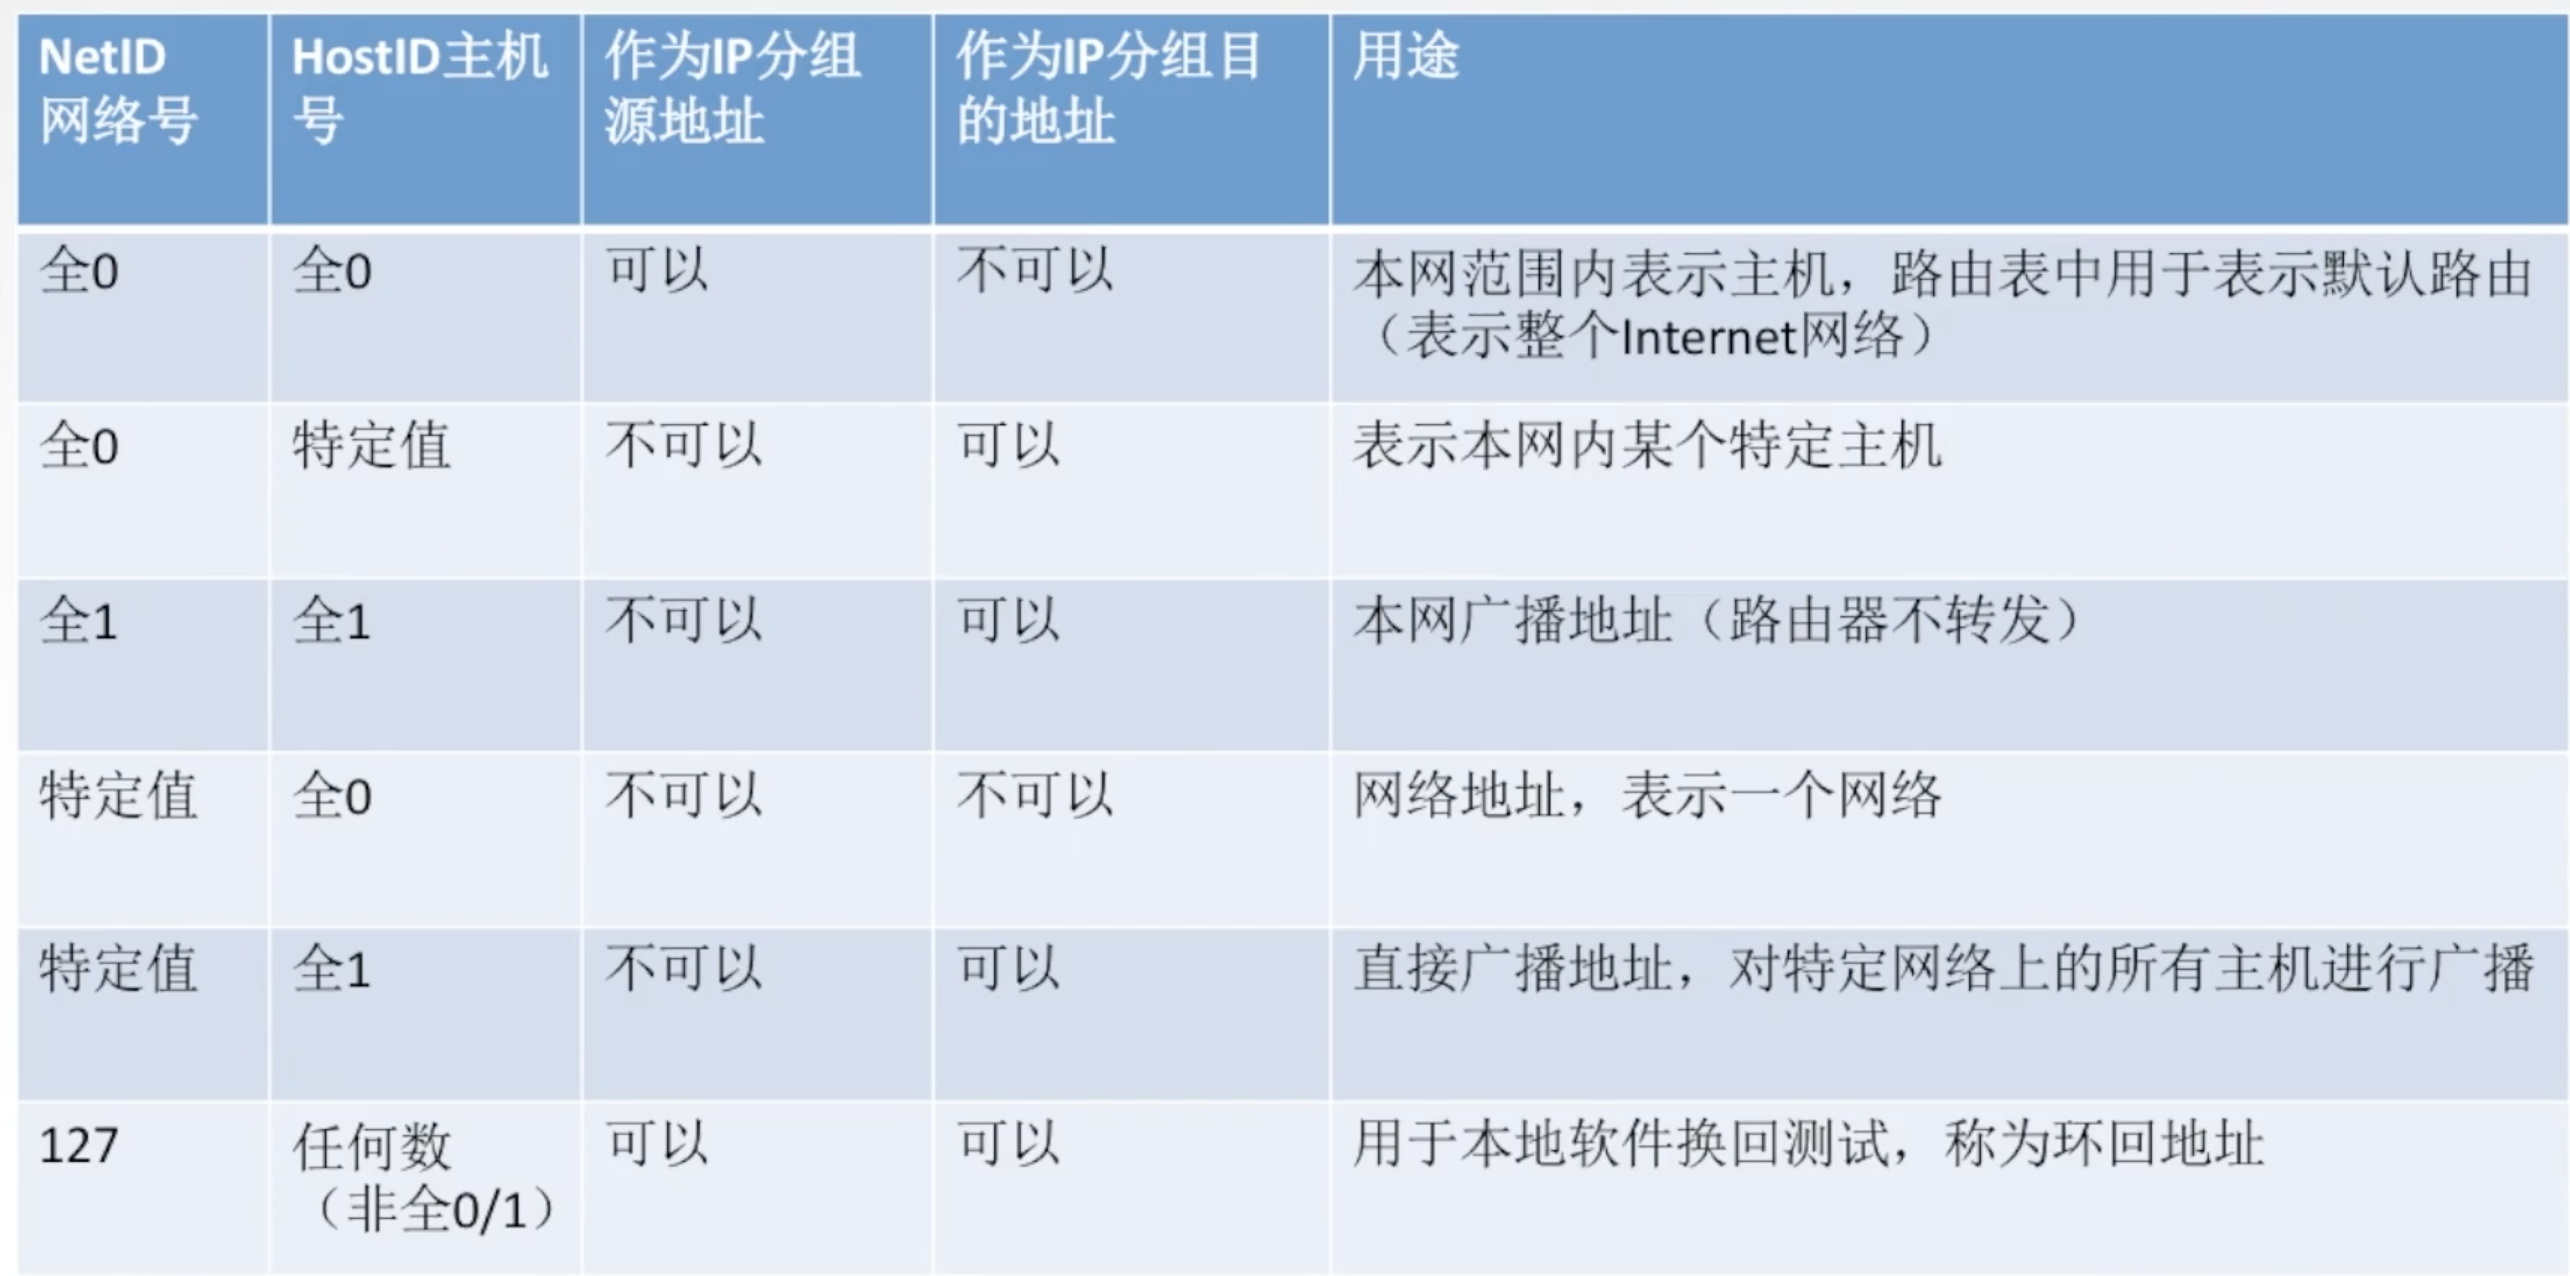 NetID
网络号
HostID主机
号
作为IP分组
源地址
作为IP分组目
的地址
用途
全0
全0
可以
不可以
本网范围内表示主机，路由表中用于表示默认路由
（表示整个Internet网络）
全0
特定值
不可以
可以
表示本网内某个特定主机
全1
全1
不可以
可以
本网广播地址（路由器不转发）
特定值
全0
不可以
不可以
网络地址，表示一个网络
特定值
全1
不可以
可以
直接广播地址，对特定网络上的所有主机进行广播
127
任何数
（非全0/1）
可以
可以
用于本地软件换回测试，称为环回地址